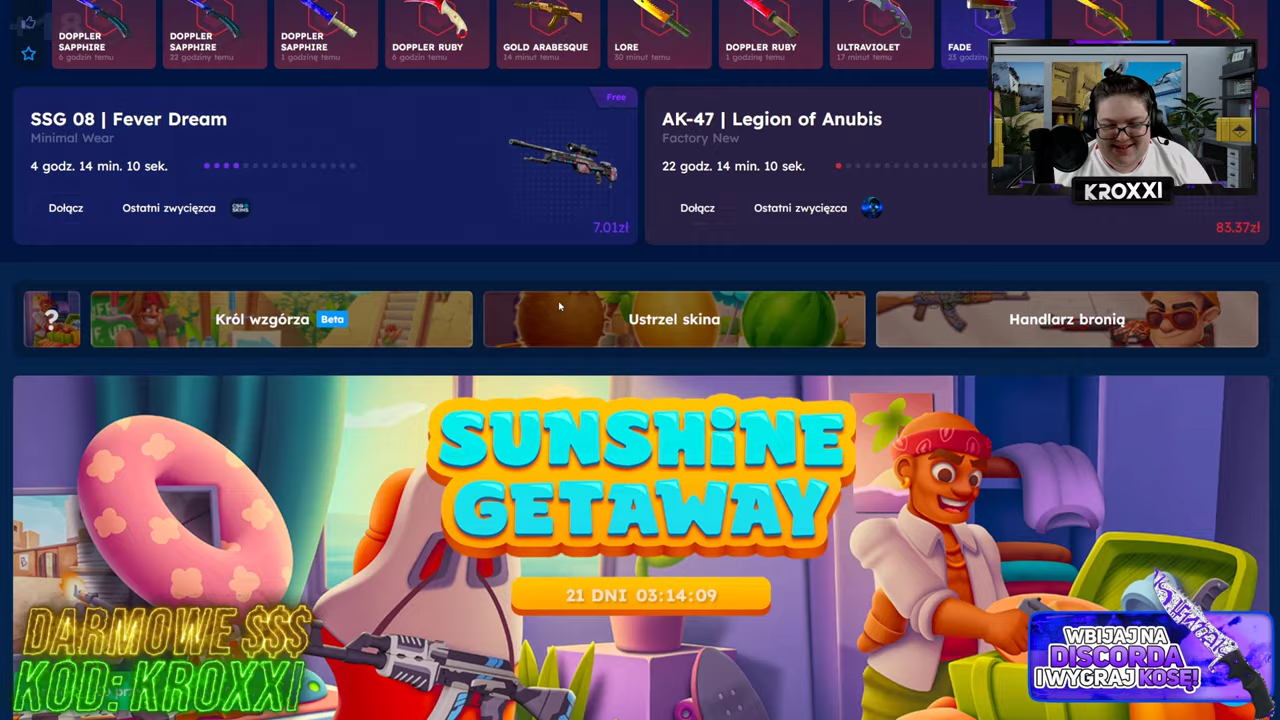 +18
DOPPLER
SAPPHIRE
6 godzin temu
DOPPLER
SAPPHIRE
22 godziny temu
DOPPLER
SAPPHIRE
1 godzinę temu
DOPPLER RUBY
6 godzin temu
GOLD ARABESQUE
14 minut temu
LORE
30 minut temu
DOPPLER RUBY
1 godzinę temu
ULTRAVIOLET
17 minut temu
FADE
23 godziny
SSG 08 | Fever Dream
Free
Minimal Wear
4 godz. 14 min. 10 sek.
Dołącz
Ostatni zwycięzca
7.01zł
AK-47 | Legion of Anubis
Factory New
22 godz. 14 min. 10 sek.
Dołącz
Ostatni zwycięzca
83.37zł
KROXXI
?
Król wzgórza Beta
Ustrzel skina
Handlarz bronią
SUNSHINE
GETAWAY
21 DNI 03:14:09
DARMOWE $$$
KOD: KROXXI
WBIJAJ NA
DISCORDA
I WYGRAJ KOSĘ!